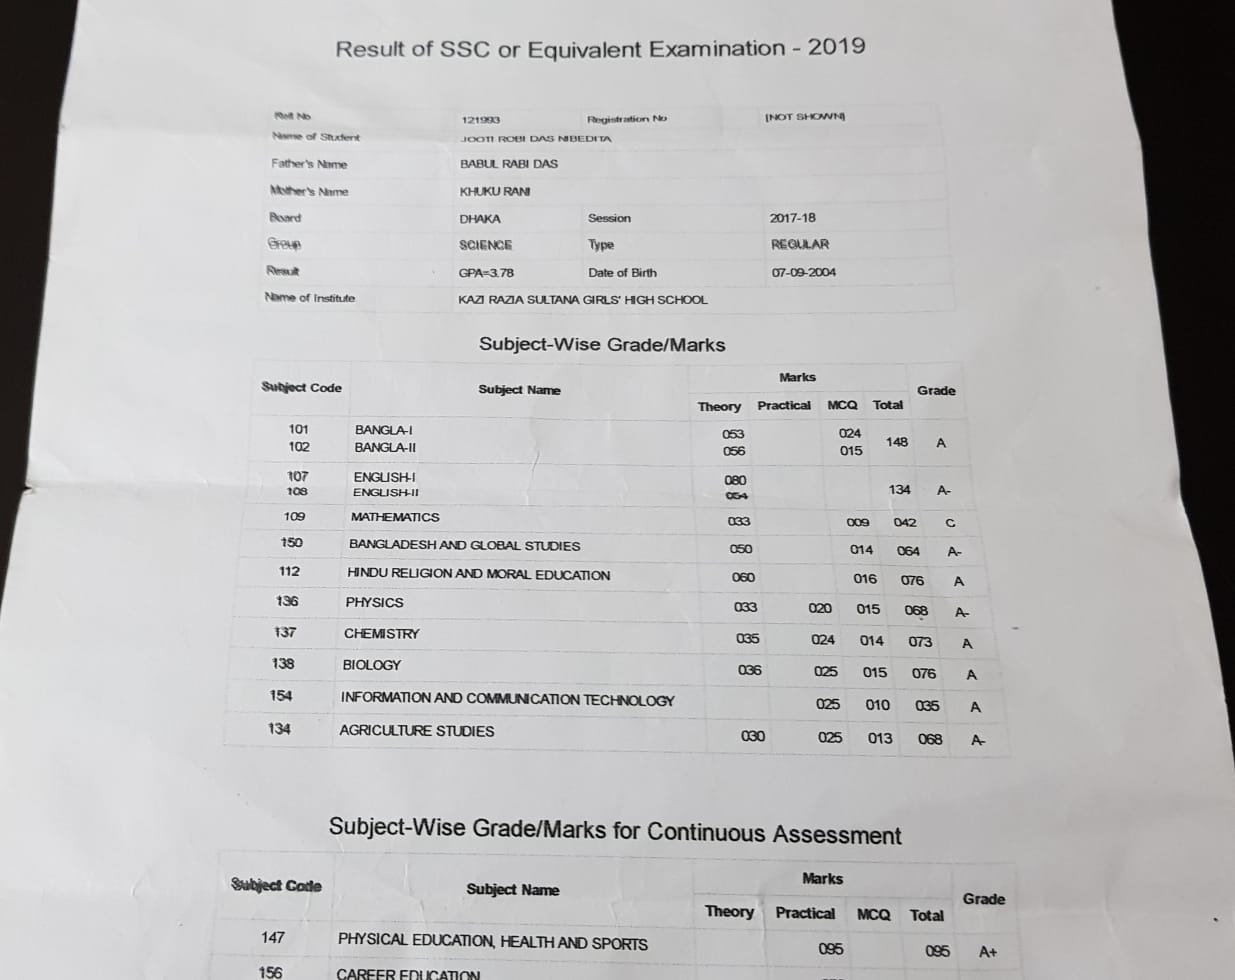 Result of SSC or Equivalent Examination - 2019
Roll No 121993 Registration No [NOT SHOWN]
Name of Student JOOTI ROBI DAS NIBEDITA
Father's Name BABUL RABI DAS
Mother's Name KHUKU RANI
Board DHAKA Session 2017-18
Group SCIENCE Type REGULAR
Result GPA=3.78 Date of Birth 07-09-2004
Name of Institute KAZI RAZIA SULTANA GIRLS' HIGH SCHOOL
Subject-Wise Grade/Marks
Subject Code Subject Name Marks Grade
Theory Practical MCQ Total
101 BANGLA-I 053 024
102 BANGLA-II 056 015 148 A
107 ENGLISH-I 080
108 ENGLISH-II 054 134 A-
109 MATHEMATICS 033 009 042 C
150 BANGLADESH AND GLOBAL STUDIES 050 014 064 A-
112 HINDU RELIGION AND MORAL EDUCATION 060 016 076 A
136 PHYSICS 033 020 015 068 A-
137 CHEMISTRY 035 024 014 073 A
138 BIOLOGY 036 025 015 076 A
154 INFORMATION AND COMMUNICATION TECHNOLOGY 025 010 035 A
134 AGRICULTURE STUDIES 030 025 013 068 A-
Subject-Wise Grade/Marks for Continuous Assessment
Subject Code Subject Name Marks Grade
Theory Practical MCQ Total
147 PHYSICAL EDUCATION, HEALTH AND SPORTS 095 095 A+
156 CAREER EDUCATION